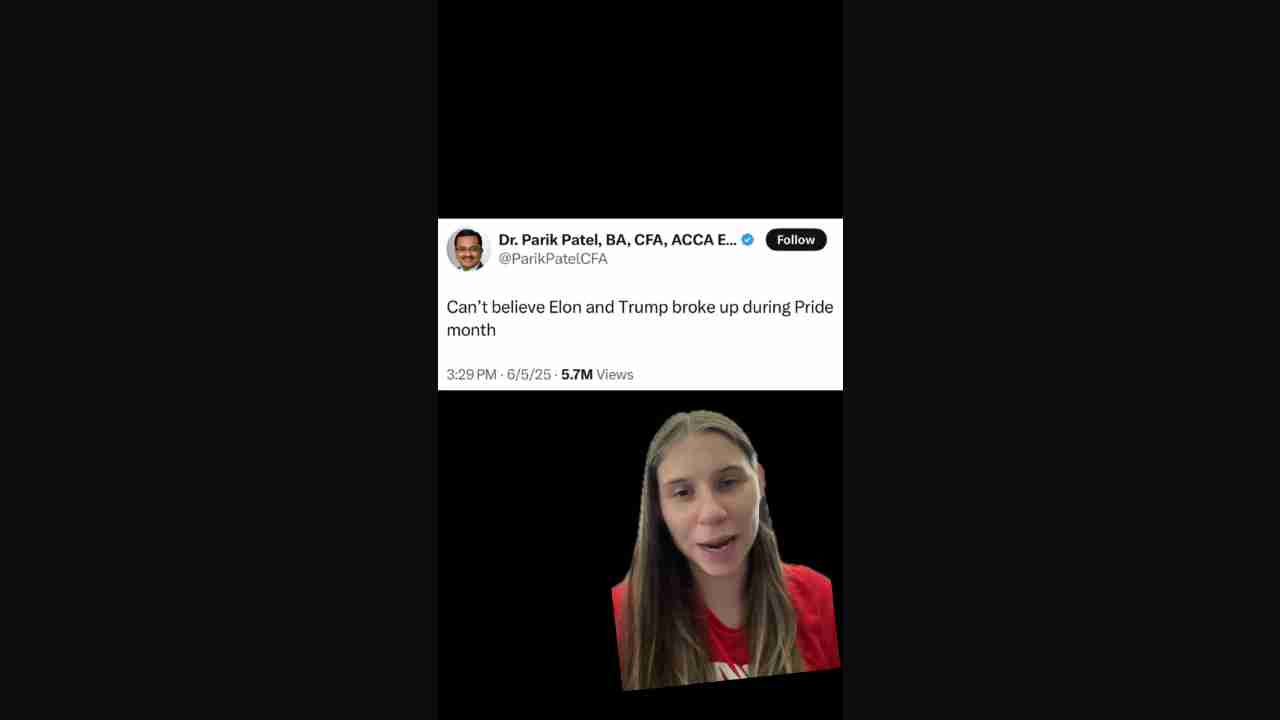 Dr. Parik Patel, BA, CFA, ACCA E...
Follow
@ParikPatelCFA
Can't believe Elon and Trump broke up during Pride
month
3:29 PM · 6/5/25 · 5.7M Views